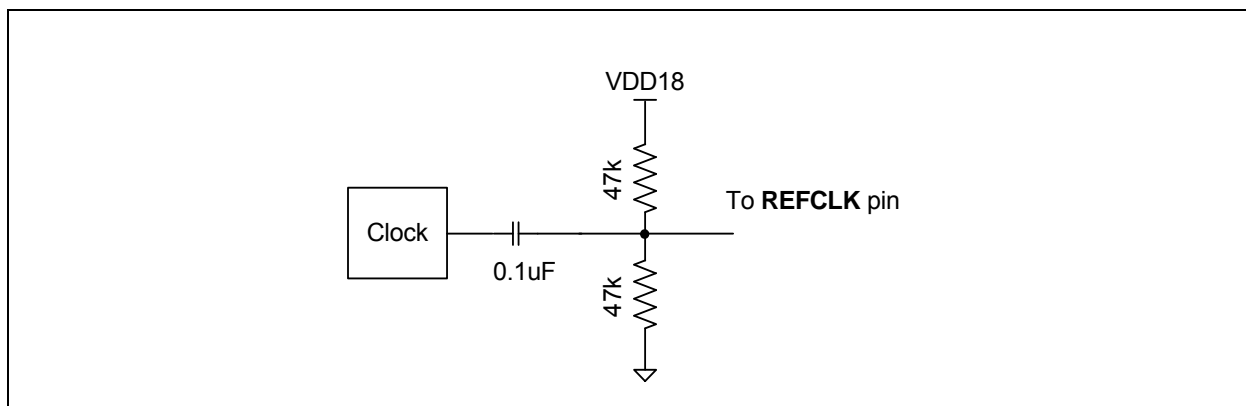 VDD18
47k
To REFCLK pin
Clock
0.1uF
47k